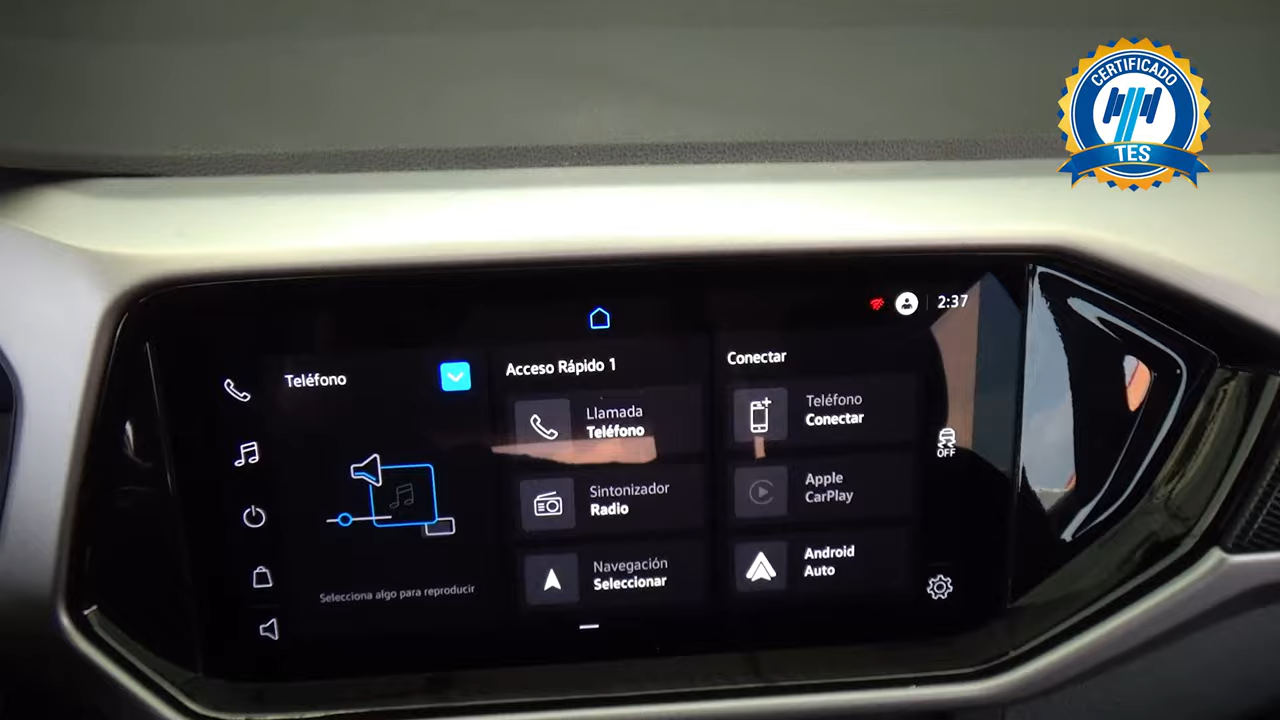 CERTIFICADO
TES
2:37
Teléfono
Selecciona algo para reproducir
Acceso Rápido 1
Llamada
Teléfono
Sintonizador
Radio
Navegación
Seleccionar
Conectar
Teléfono
Conectar
Apple
CarPlay
Android
Auto
OFF